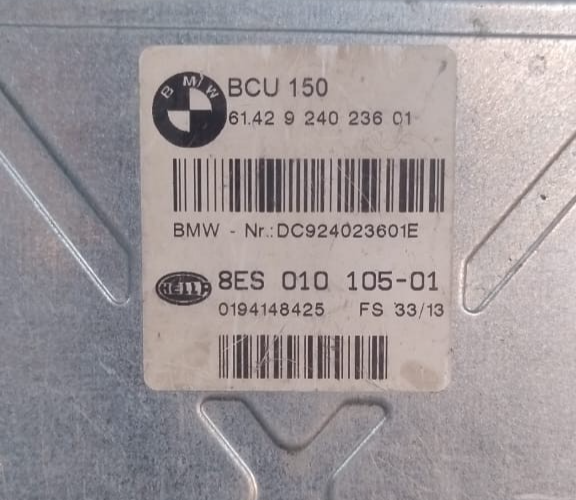 BMW
BCU 150
61.42 9 240 236 01
BMW - Nr.:DC924023601E
HELLA
8ES 010 105-01
0194148425 FS 33/13